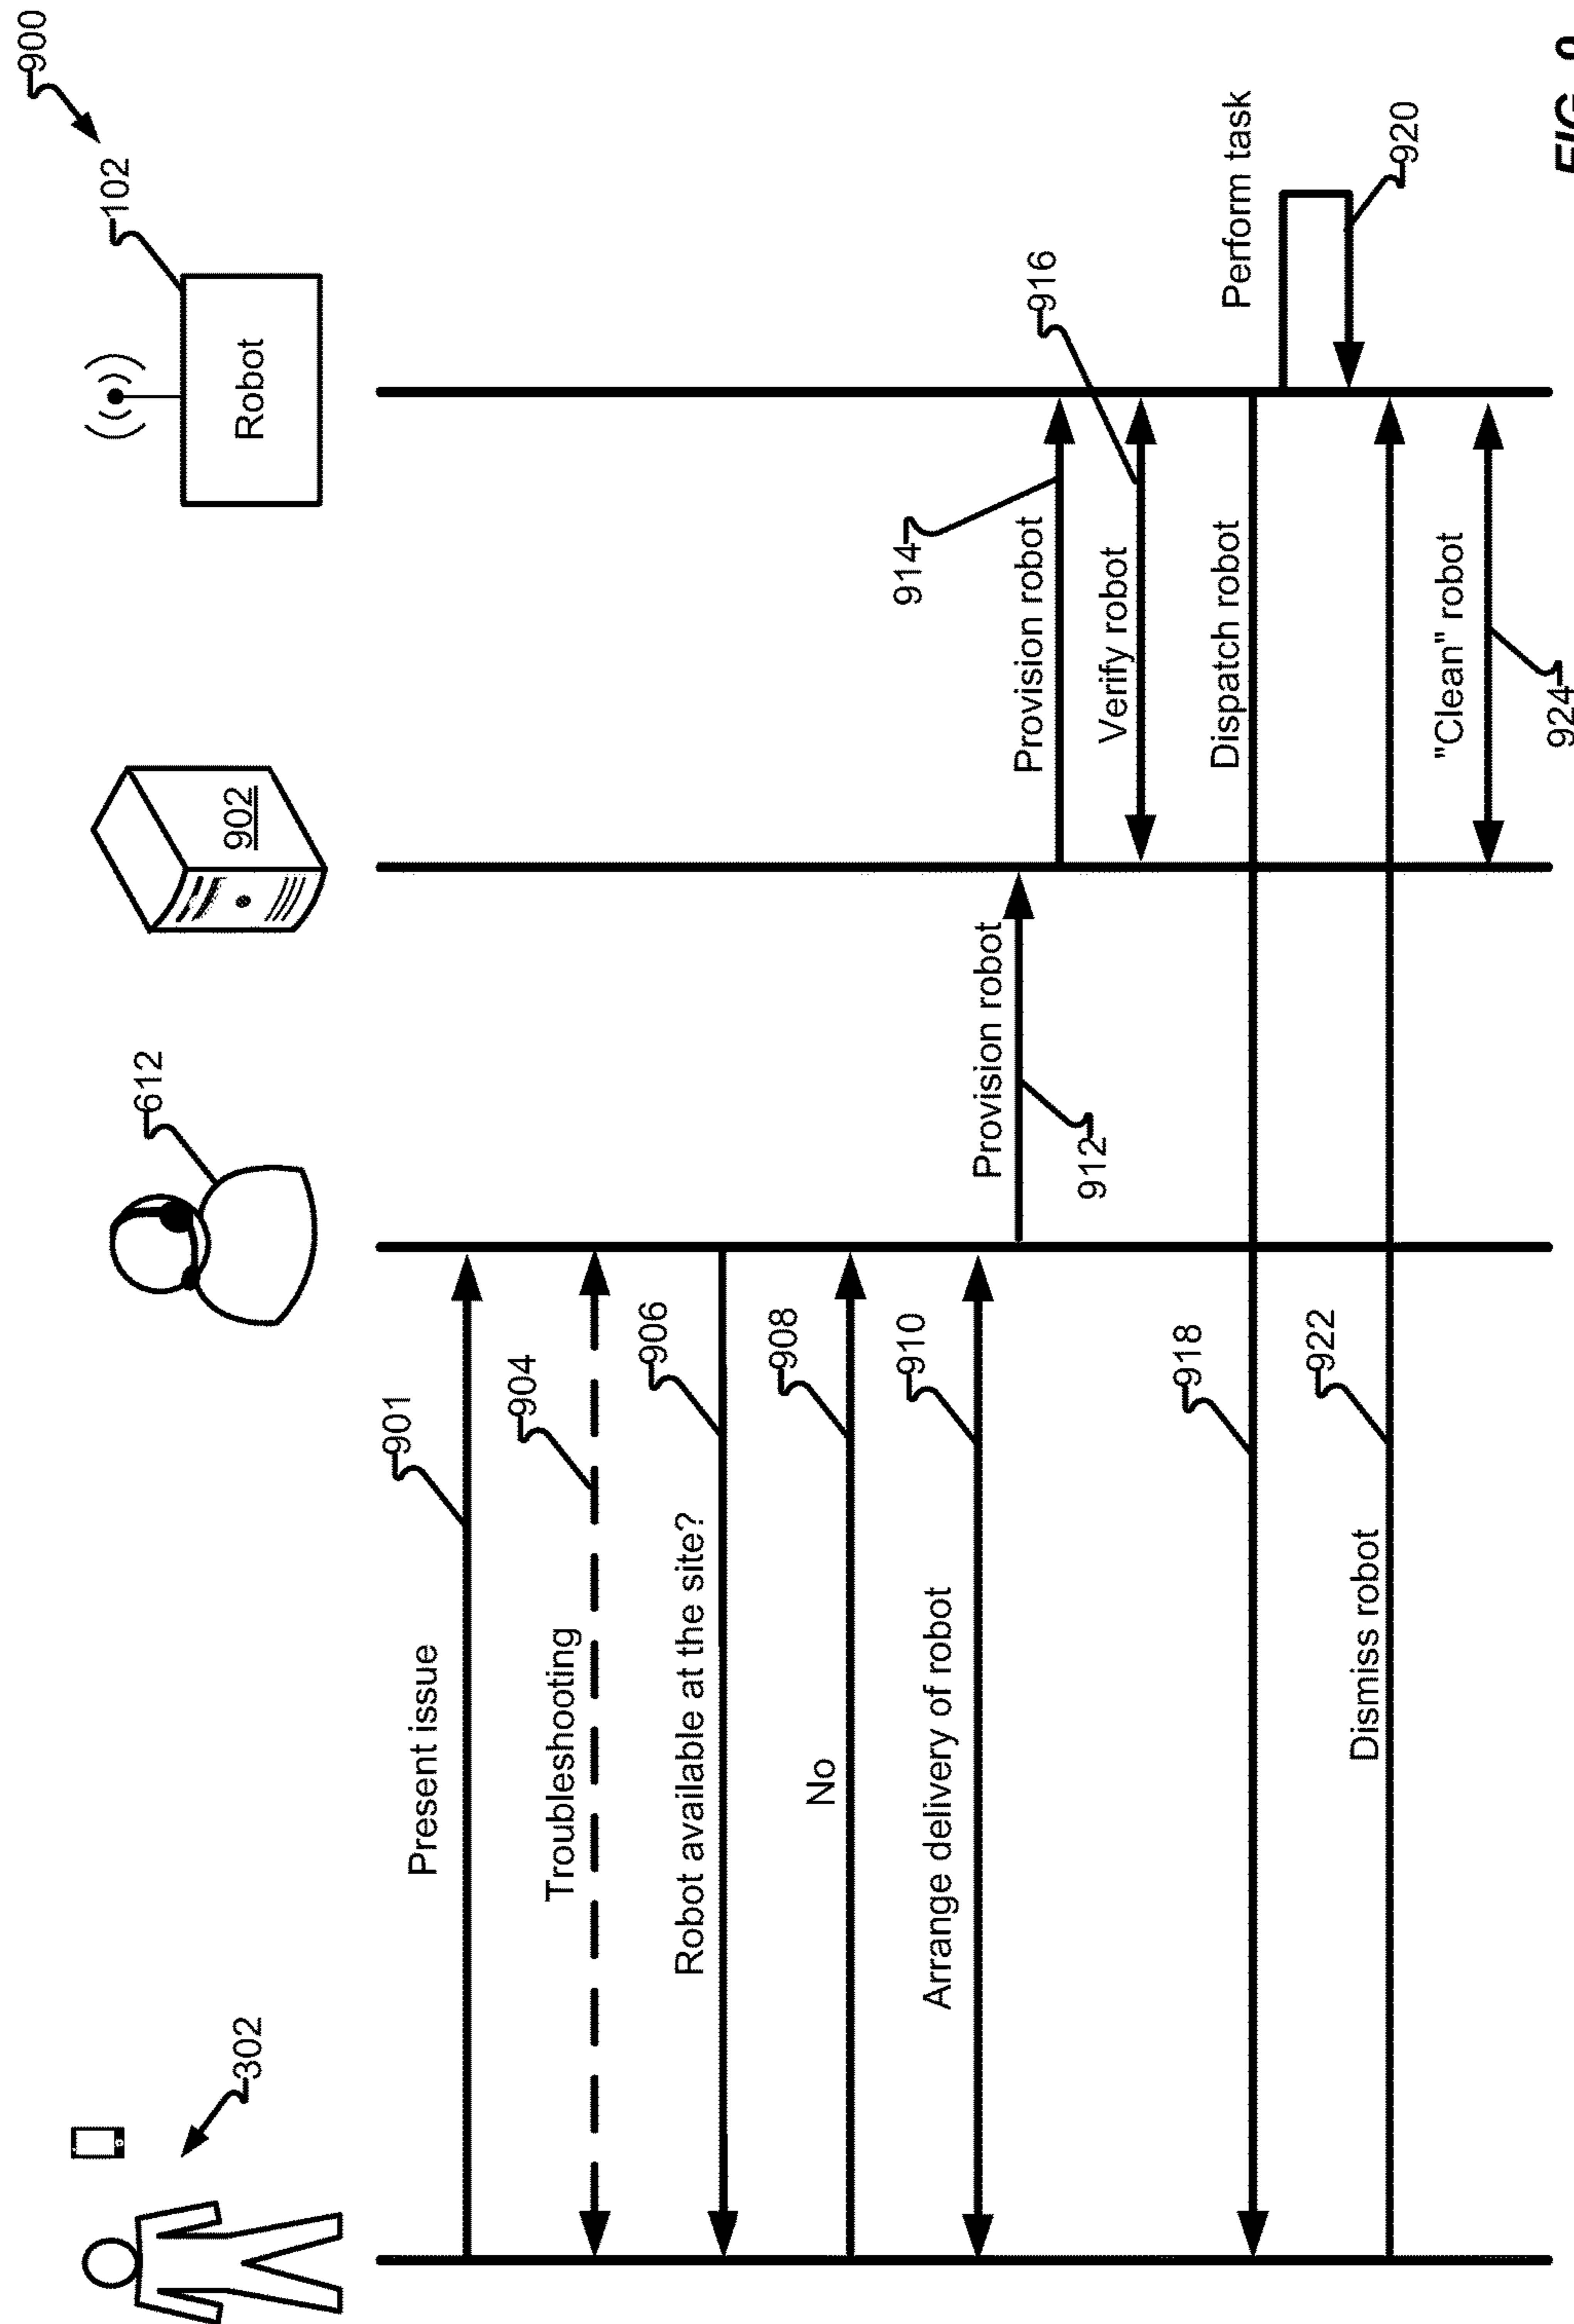 900
302
612
902
102
Robot
901
Present issue
904
Troubleshooting
906
Robot available at the site?
908
No
910
Arrange delivery of robot
Provision robot
912
914
Provision robot
916
Verify robot
918
Dispatch robot
Perform task
920
922
Dismiss robot
"Clean" robot
924
FIG.